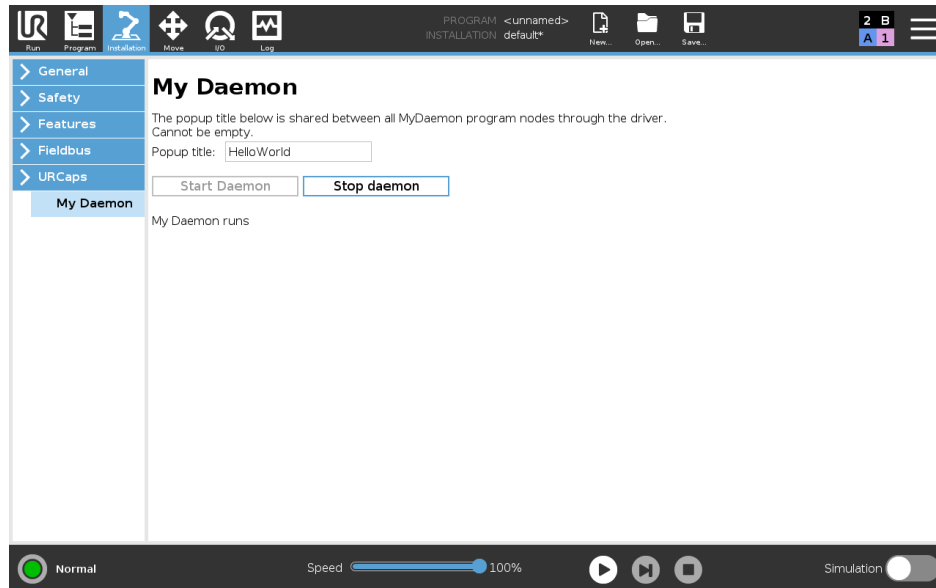 UR
PROGRAM <unnamed>
INSTALLATION default*
2 B
A 1
Run Program Installation Move I/O Log New... Open... Save...
General
Safety
Features
Fieldbus
URCaps
My Daemon
My Daemon
The popup title below is shared between all MyDaemon program nodes through the driver.
Cannot be empty.
Popup title: HelloWorld
Start Daemon Stop daemon
My Daemon runs
Normal Speed 100% Simulation